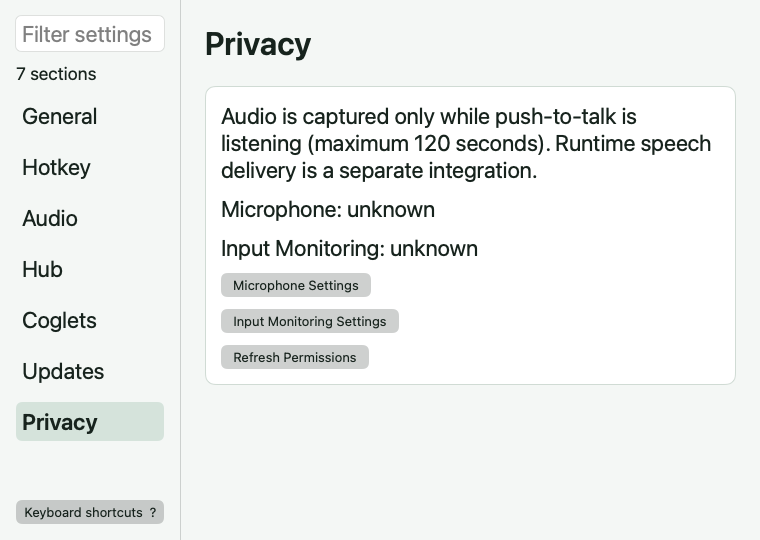 Filter settings
7 sections
General
Hotkey
Audio
Hub
Coglets
Updates
Privacy
Keyboard shortcuts ?
Privacy
Audio is captured only while push-to-talk is
listening (maximum 120 seconds). Runtime speech
delivery is a separate integration.
Microphone: unknown
Input Monitoring: unknown
Microphone Settings
Input Monitoring Settings
Refresh Permissions